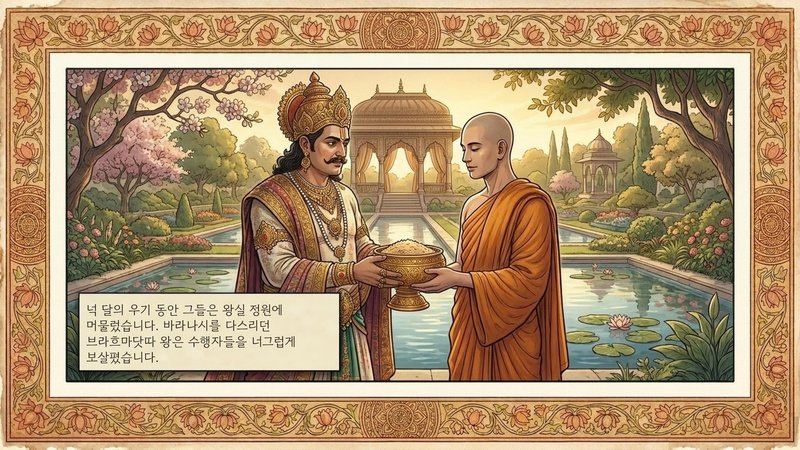 넉 달의 우기 동안 그들은 왕실 정원에
머물렀습니다. 바라나시를 다스리던
브라흐마닷따 왕은 수행자들을 너그럽게
보살폈습니다.